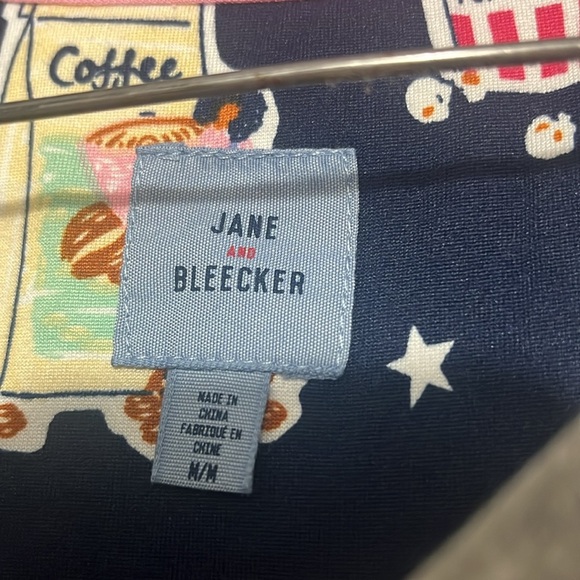 Coffee
JANE
AND
BLEECKER
MADE IN
CHINA
FABRIQUÉ EN
CHINE
M/M